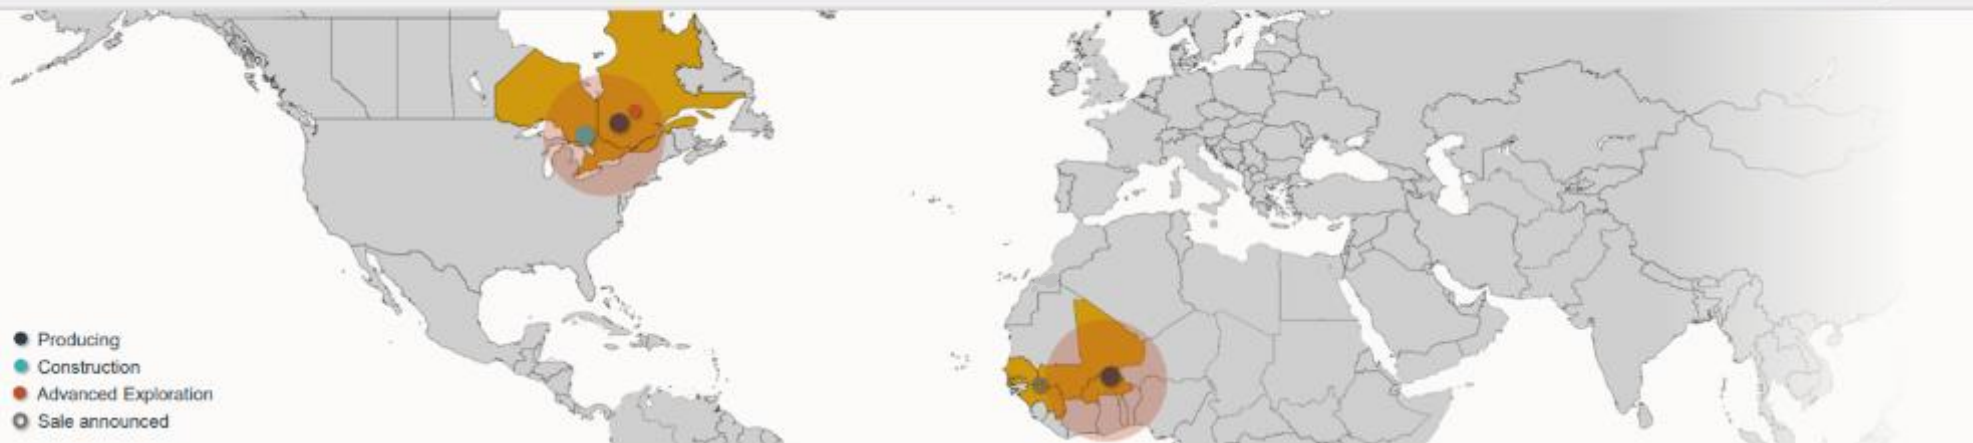 Producing
Construction
Advanced Exploration
Sale announced